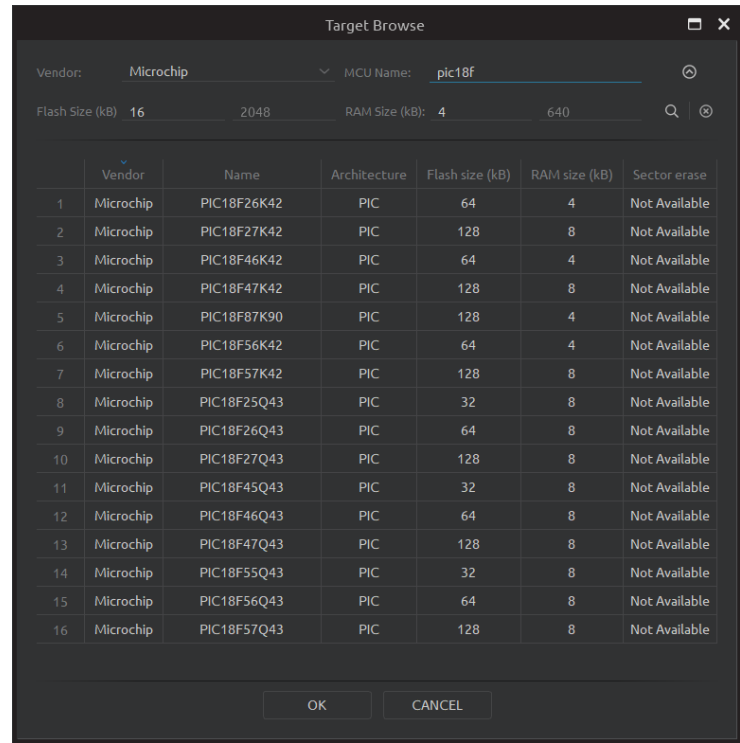 Target Browse
Vendor: Microchip MCU Name: pic18f
Flash Size (kB) 16 2048 RAM Size (kB): 4 640
Vendor Name Architecture Flash size (kB) RAM size (kB) Sector erase
1 Microchip PIC18F26K42 PIC 64 4 Not Available
2 Microchip PIC18F27K42 PIC 128 8 Not Available
3 Microchip PIC18F46K42 PIC 64 4 Not Available
4 Microchip PIC18F47K42 PIC 128 8 Not Available
5 Microchip PIC18F87K90 PIC 128 4 Not Available
6 Microchip PIC18F56K42 PIC 64 4 Not Available
7 Microchip PIC18F57K42 PIC 128 8 Not Available
8 Microchip PIC18F25Q43 PIC 32 8 Not Available
9 Microchip PIC18F26Q43 PIC 64 8 Not Available
10 Microchip PIC18F27Q43 PIC 128 8 Not Available
11 Microchip PIC18F45Q43 PIC 32 8 Not Available
12 Microchip PIC18F46Q43 PIC 64 8 Not Available
13 Microchip PIC18F47Q43 PIC 128 8 Not Available
14 Microchip PIC18F55Q43 PIC 32 8 Not Available
15 Microchip PIC18F56Q43 PIC 64 8 Not Available
16 Microchip PIC18F57Q43 PIC 128 8 Not Available
OK CANCEL